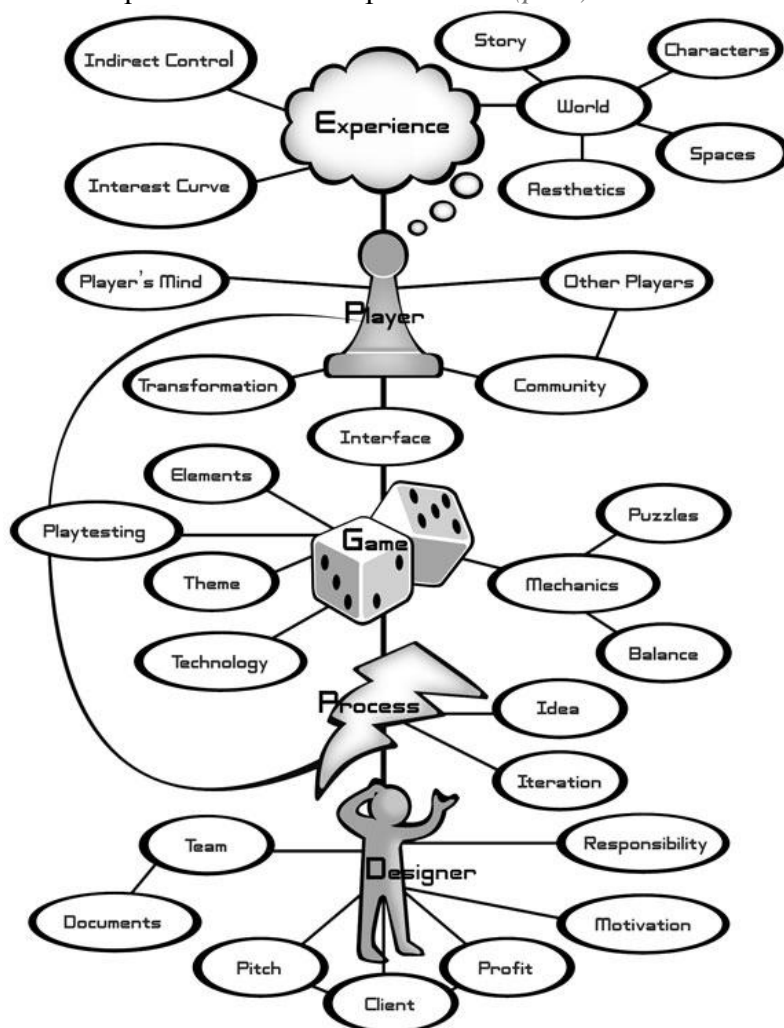 Story
Characters
Indirect Control
World
Experience
Spaces
Interest Curve
Aesthetics
Player's Mind
Other Players
Player
Transformation
Community
Interface
Elements
Puzzles
Playtesting
Game
Theme
Mechanics
Technology
Balance
Process
Idea
Iteration
Team
Responsibility
Designer
Documents
Motivation
Pitch
Profit
Client